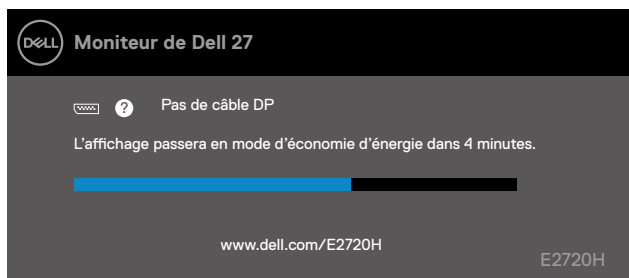 DELL
Moniteur de Dell 27
? Pas de câble DP
L'affichage passera en mode d'économie d'énergie dans 4 minutes.
www.dell.com/E2720H
E2720H